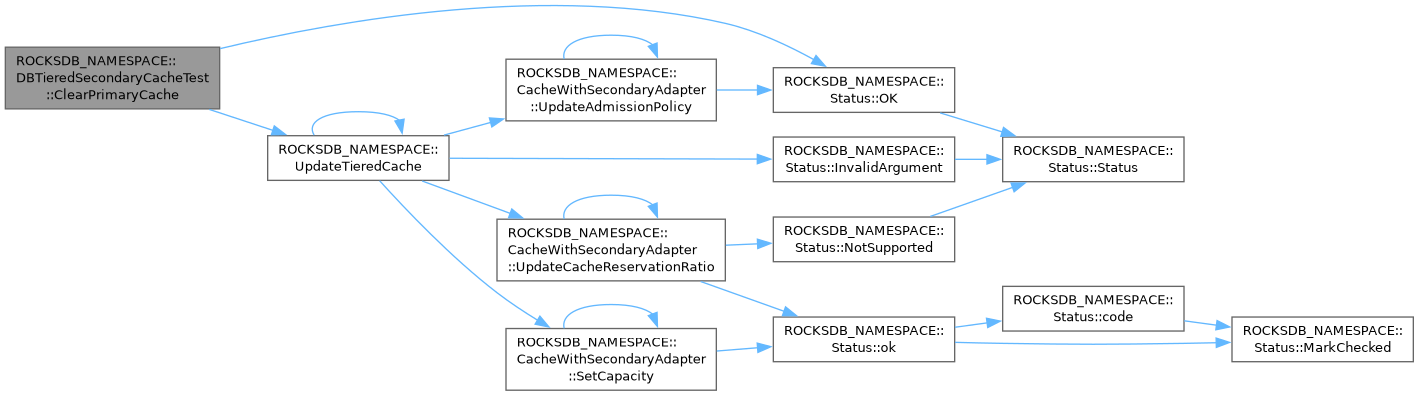 ROCKSDB_NAMESPACE::
DBTieredSecondaryCacheTest
::ClearPrimaryCache
ROCKSDB_NAMESPACE::
UpdateTieredCache
ROCKSDB_NAMESPACE::
CacheWithSecondaryAdapter
::UpdateAdmissionPolicy
ROCKSDB_NAMESPACE::
Status::OK
ROCKSDB_NAMESPACE::
Status::InvalidArgument
ROCKSDB_NAMESPACE::
Status::Status
ROCKSDB_NAMESPACE::
CacheWithSecondaryAdapter
::UpdateCacheReservationRatio
ROCKSDB_NAMESPACE::
Status::NotSupported
ROCKSDB_NAMESPACE::
CacheWithSecondaryAdapter
::SetCapacity
ROCKSDB_NAMESPACE::
Status::ok
ROCKSDB_NAMESPACE::
Status::code
ROCKSDB_NAMESPACE::
Status::MarkChecked